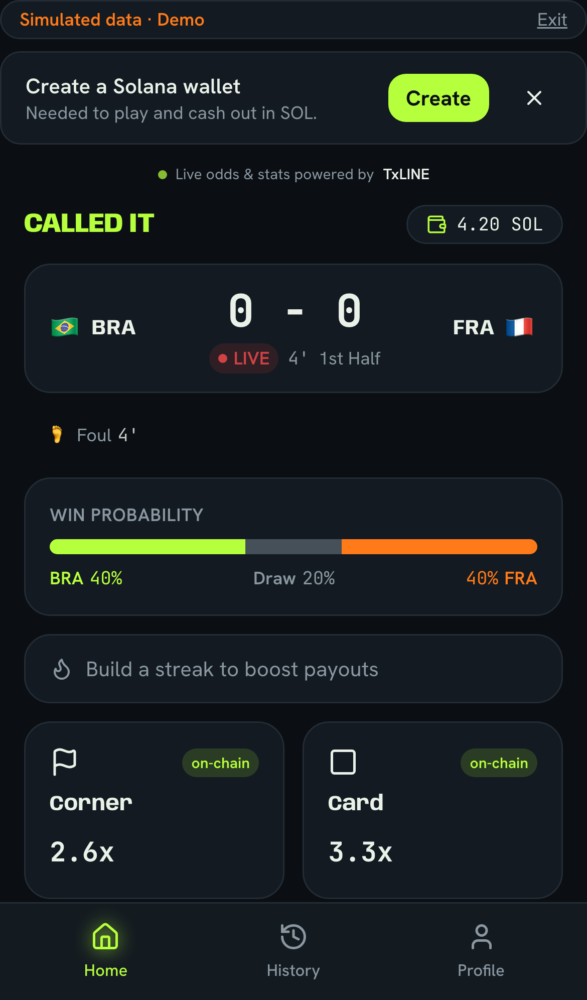 Simulated data · Demo
Exit
Create a Solana wallet
Needed to play and cash out in SOL.
Create
Live odds & stats powered by TxLINE
CALLED IT
4.20 SOL
BRA
0 - 0
FRA
LIVE 4' 1st Half
Foul 4'
WIN PROBABILITY
BRA 40%
Draw 20%
40% FRA
Build a streak to boost payouts
on-chain
Corner
2.6x
on-chain
Card
3.3x
Home
History
Profile